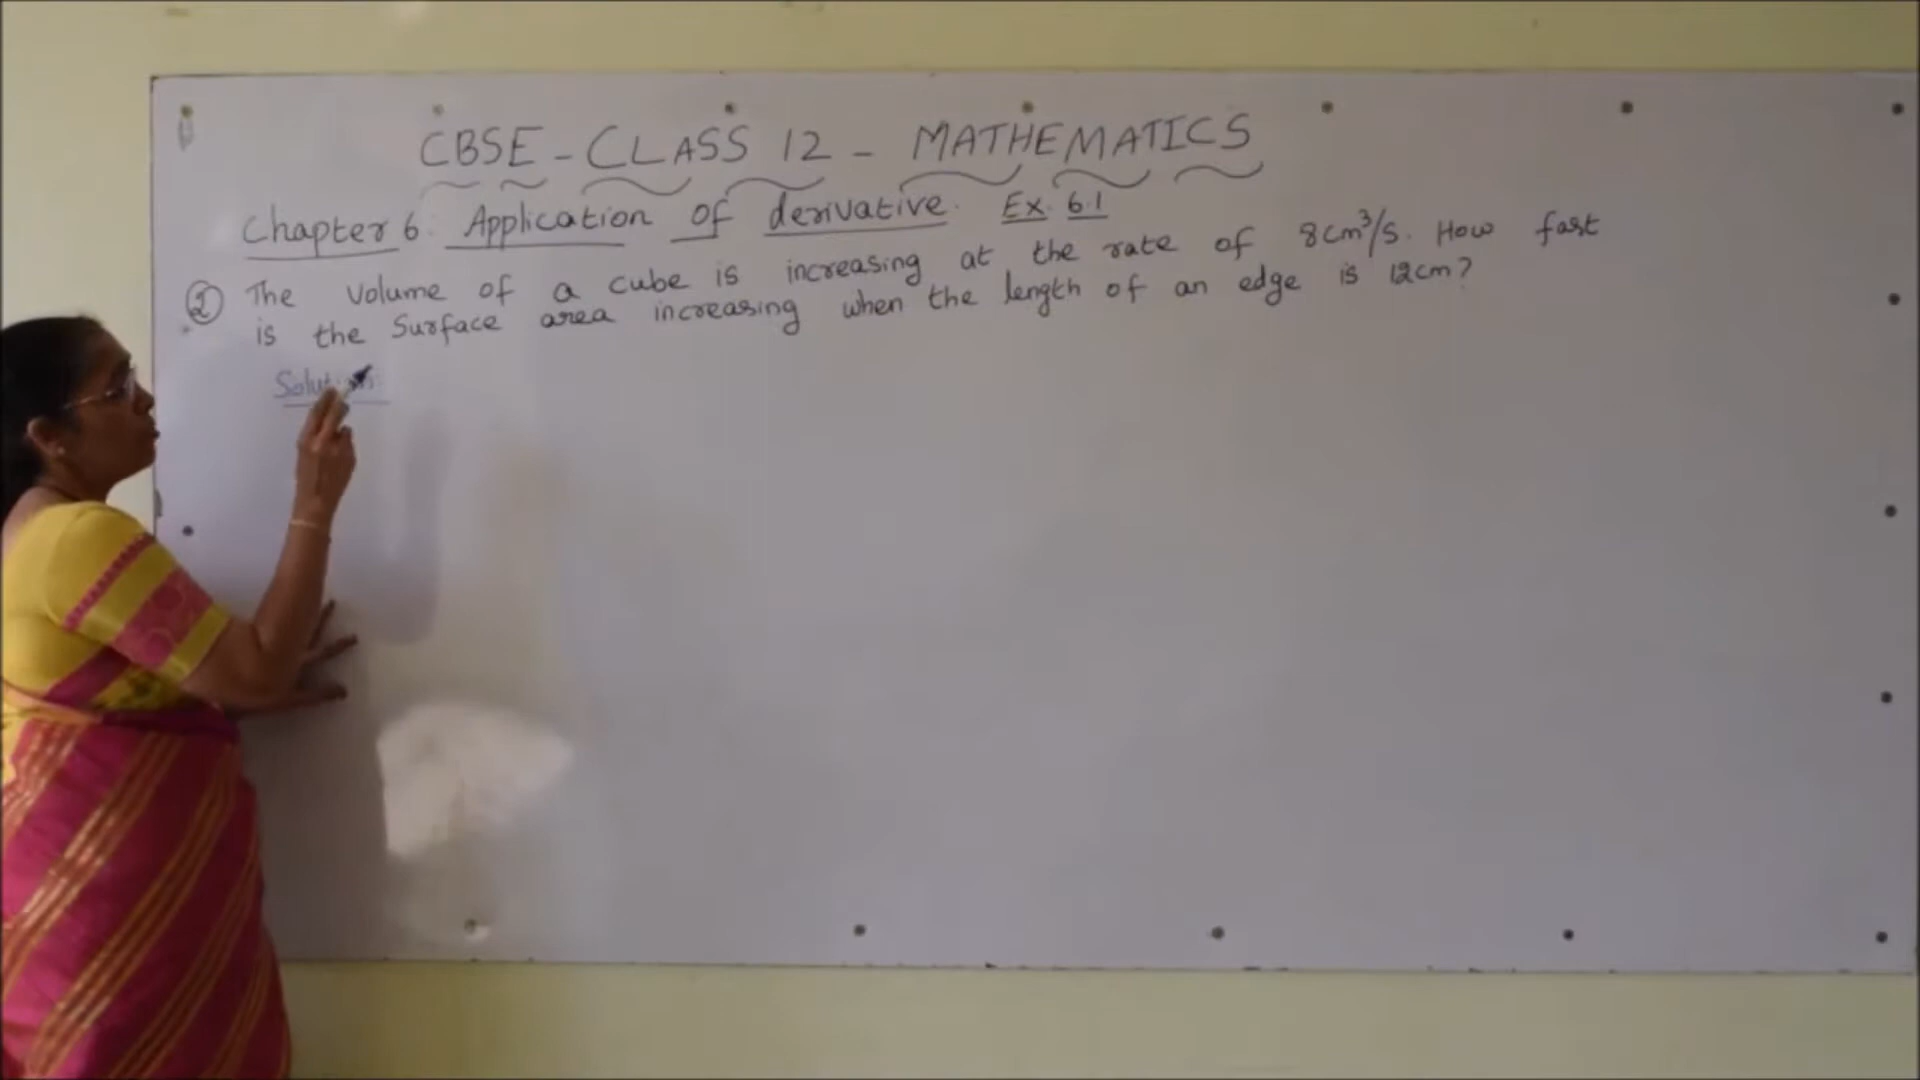 CBSE - CLASS 12 - MATHEMATICS
Chapter 6: Application of derivative. Ex. 6.1
② The volume of a cube is increasing at the rate of 8cm³/s. How fast
is the Surface area increasing when the length of an edge is 12cm?
Solution: